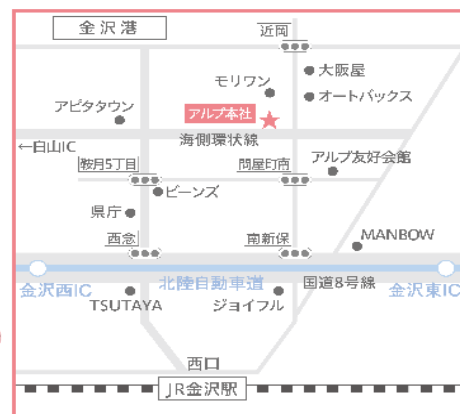 金沢港
近岡
大阪屋
モリワン
オートバックス
アピタタウン
アルプ本社
海側環状線
←白山IC
鞍月5丁目
問屋町南
アルプ友好会館
ビーンズ
県庁
西念
南新保
MANBOW
北陸自動車道
国道8号線
金沢西IC
金沢東IC
TSUTAYA
ジョイフル
西口
JR金沢駅